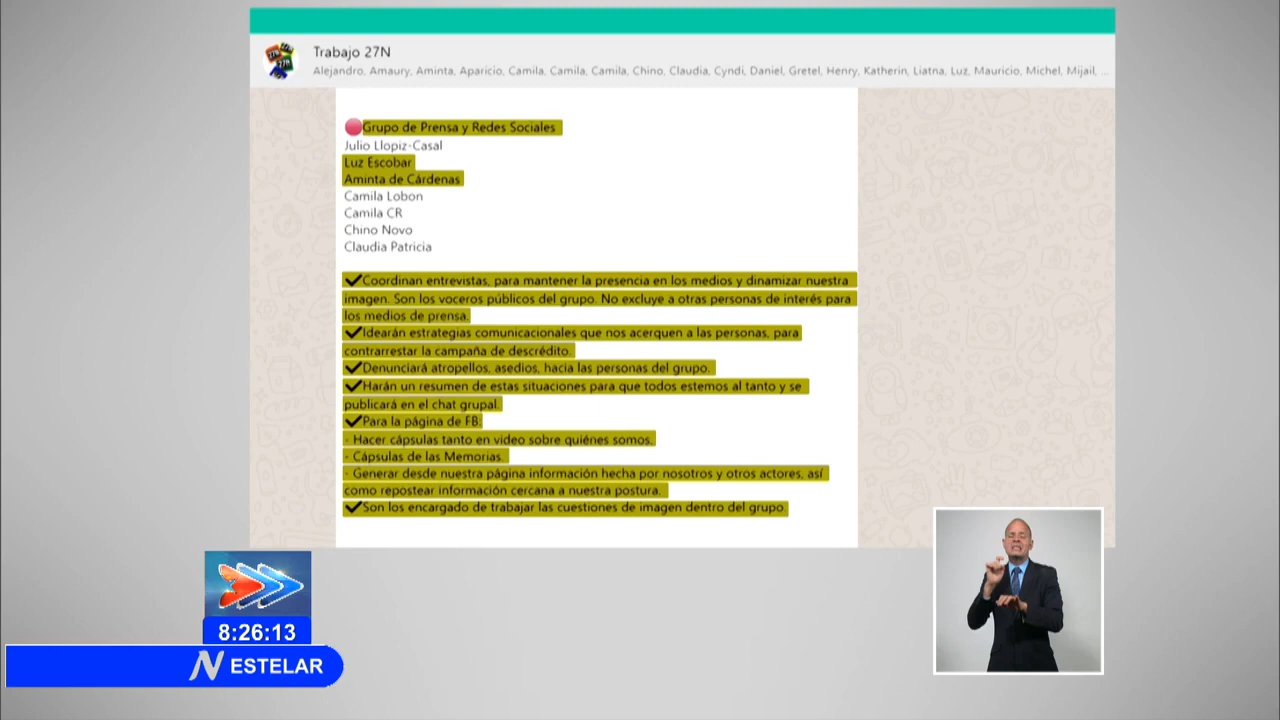 Trabajo 27N
Alejandro, Amaury, Aminta, Aparicio, Camila, Camila, Camila, Chino, Claudia, Cyndi, Daniel, Gretel, Henry, Katherin, Liatna, Luz, Mauricio, Michel, Mijail, ...
Grupo de Prensa y Redes Sociales
Julio Llopiz-Casal
Luz Escobar
Aminta de Cárdenas
Camila Lobon
Camila CR
Chino Novo
Claudia Patricia
✔Coordinan entrevistas, para mantener la presencia en los medios y dinamizar nuestra
imagen. Son los voceros públicos del grupo. No excluye a otras personas de interés para
los medios de prensa.
✔Idearán estrategias comunicacionales que nos acerquen a las personas, para
contrarrestar la campaña de descrédito.
✔Denunciará atropellos, asedios, hacia las personas del grupo.
✔Harán un resumen de estas situaciones para que todos estemos al tanto y se
publicará en el chat grupal.
✔Para la página de FB:
- Hacer cápsulas tanto en video sobre quiénes somos.
- Cápsulas de las Memorias.
- Generar desde nuestra página información hecha por nosotros y otros actores, así
como repostear información cercana a nuestra postura.
✔Son los encargado de trabajar las cuestiones de imagen dentro del grupo.
8:26:13
N ESTELAR